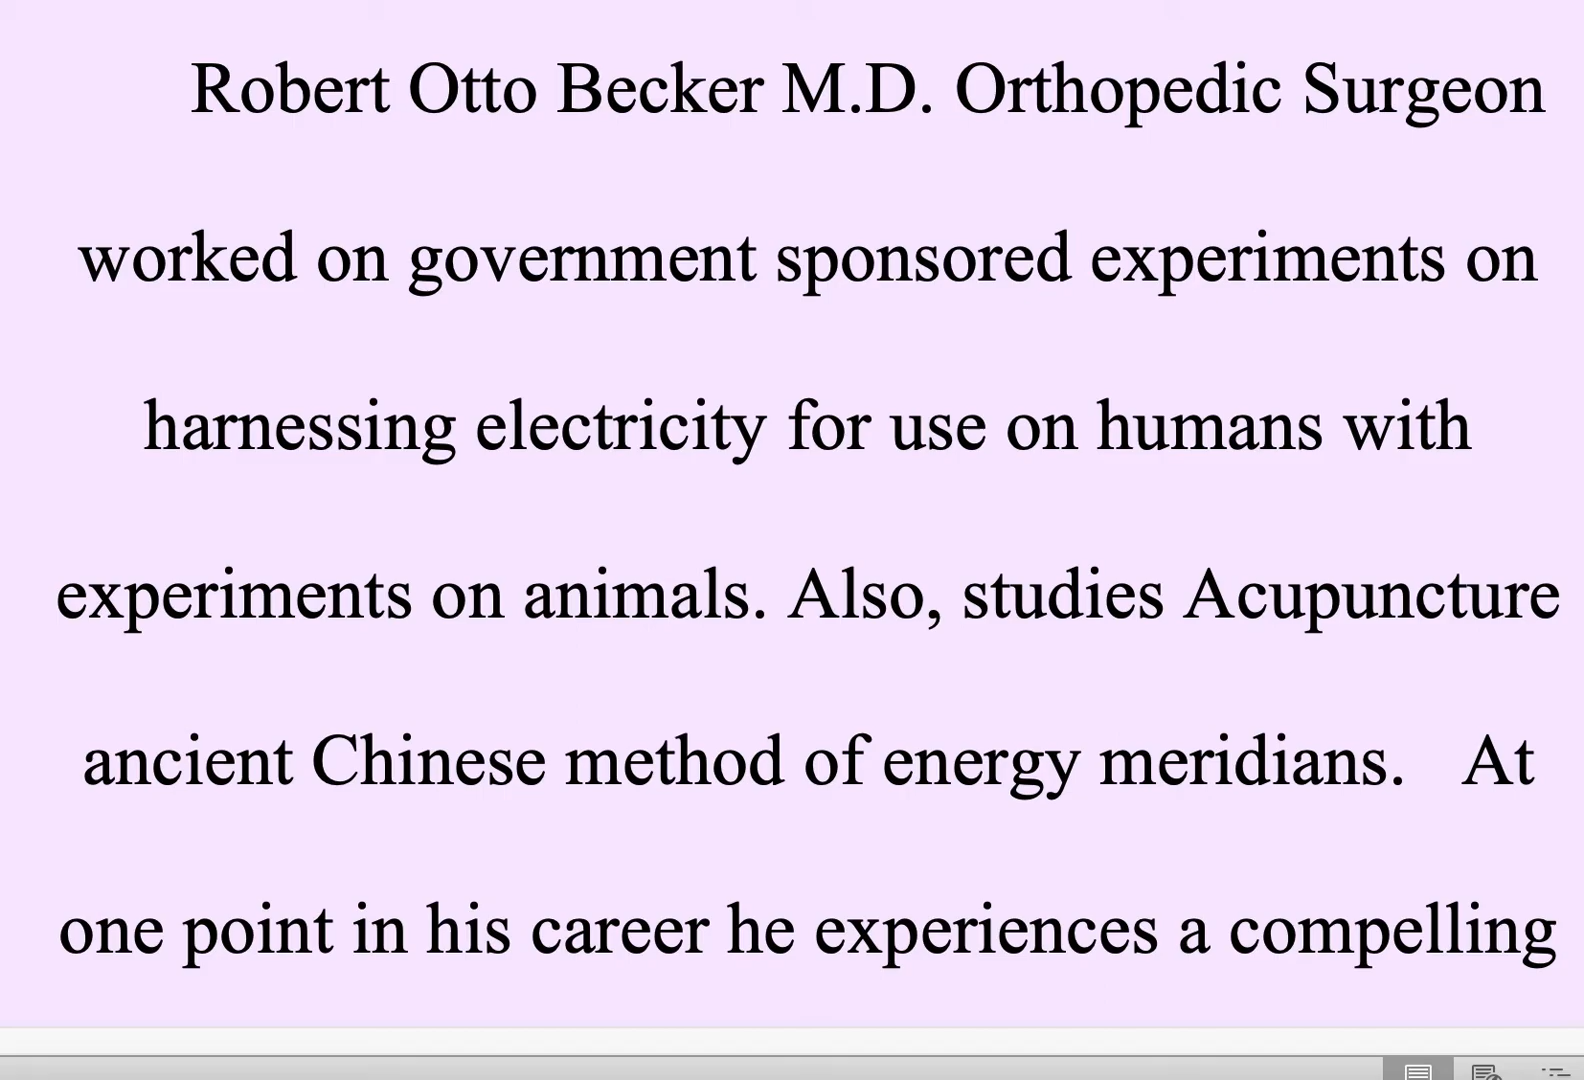 Robert Otto Becker M.D. Orthopedic Surgeon
worked on government sponsored experiments on
harnessing electricity for use on humans with
experiments on animals. Also, studies Acupuncture
ancient Chinese method of energy meridians. At
one point in his career he experiences a compelling